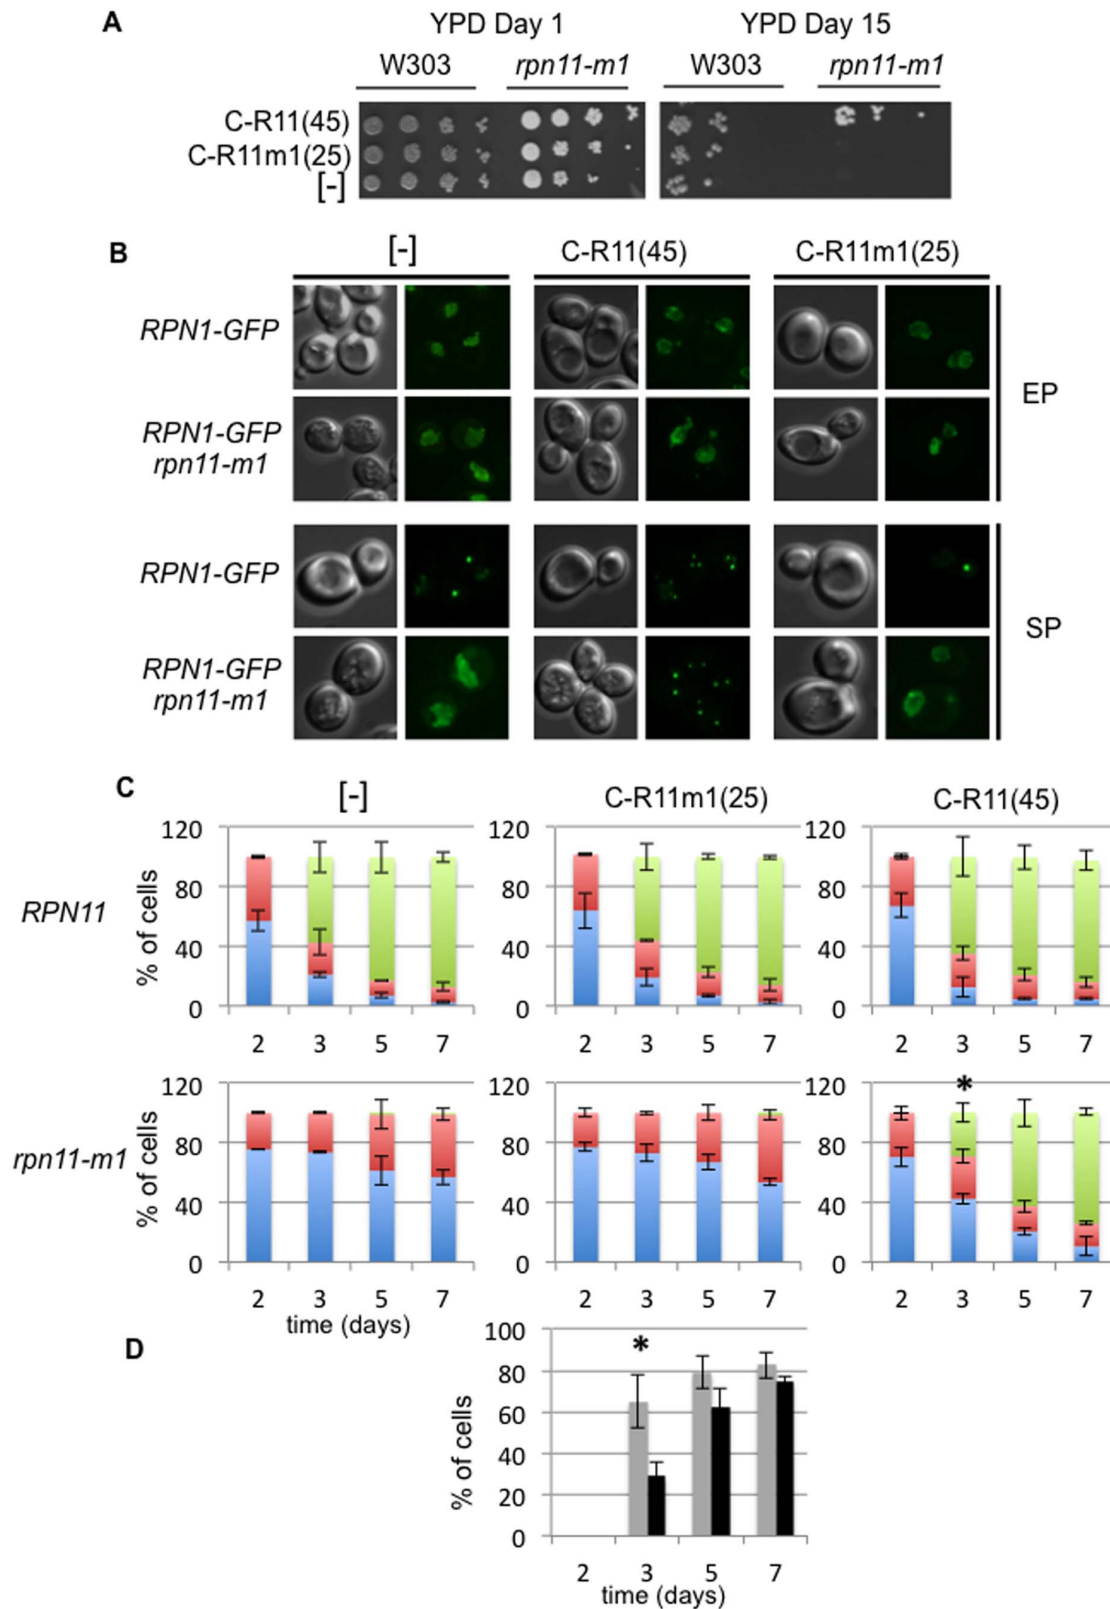 A
YPD Day 1 YPD Day 15
W303 rpn11-m1 W303 rpn11-m1
C-R11(45)
C-R11m1(25)
[-]
B
[-] C-R11(45) C-R11m1(25)
RPN1-GFP
EP
RPN1-GFP
rpn11-m1
RPN1-GFP
SP
RPN1-GFP
rpn11-m1
C
[-] C-R11m1(25) C-R11(45)
120 120 120
80 80 80
RPN11
% of cells
40 40 40
0 0 0
2 3 5 7 2 3 5 7 2 3 5 7
120 120 120 *
80 80 80
rpn11-m1
% of cells
40 40 40
0 0 0
2 3 5 7 2 3 5 7 2 3 5 7
time (days)
D
100
*
80
60
% of cells
40
20
0
2 3 5 7
time (days)